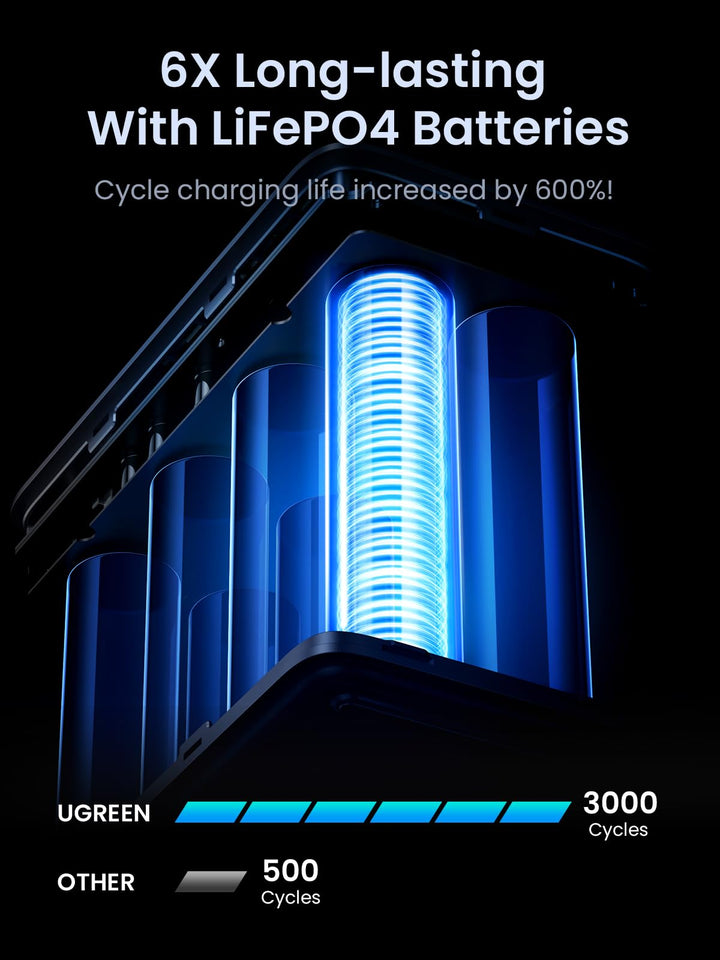 6X Long-lasting
With LiFePO4 Batteries
Cycle charging life increased by 600%!
UGREEN
3000
Cycles
OTHER
500
Cycles